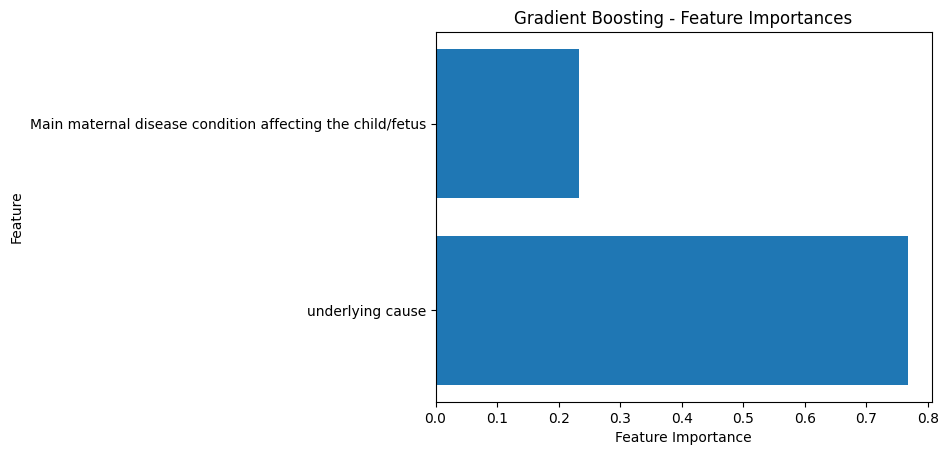 Gradient Boosting - Feature Importances
Feature
Main maternal disease condition affecting the child/fetus
underlying cause
0.0 0.1 0.2 0.3 0.4 0.5 0.6 0.7 0.8
Feature Importance